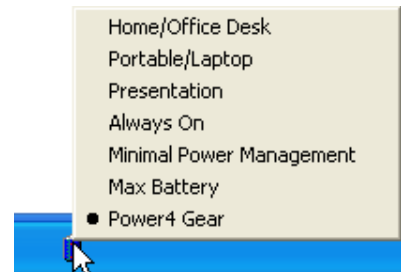 Home/Office Desk
Portable/Laptop
Presentation
Always On
Minimal Power Management
Max Battery
Power4 Gear